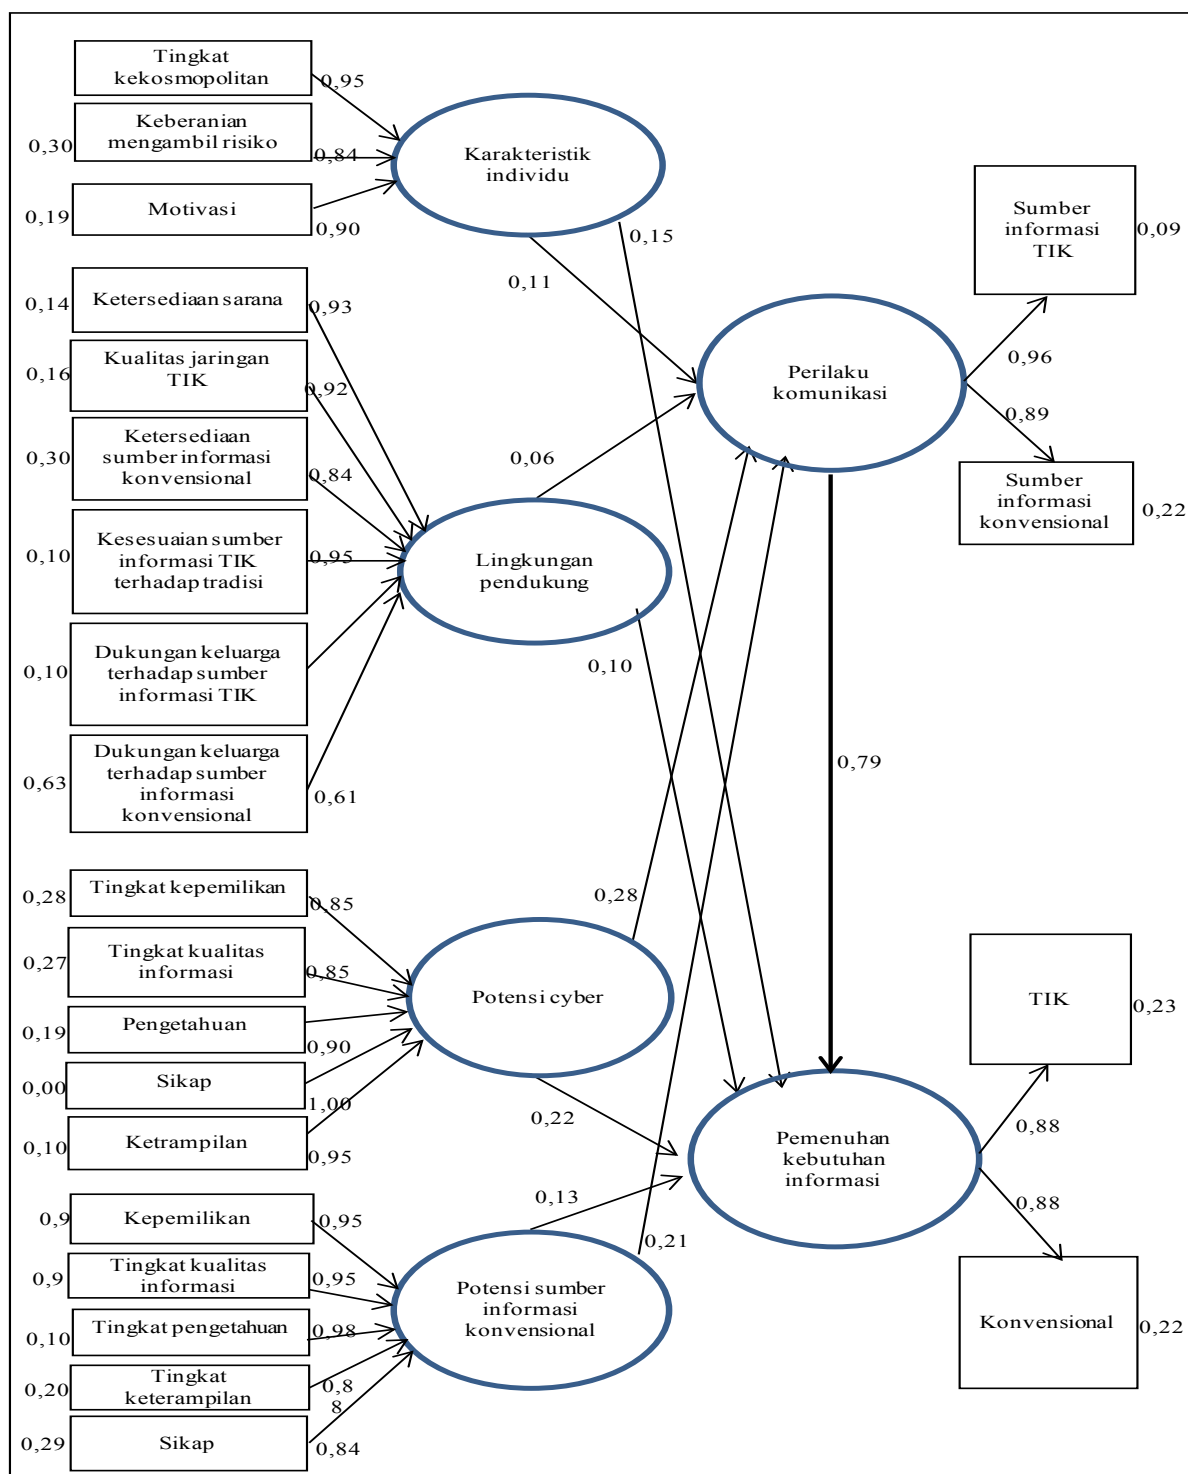 Tingkat
kekosmopolitan
0,95
Keberanian
mengambil risiko
0,30
0,84
Motivasi
0,19
0,90
Karakteristik
individu
0,15
0,11
Ketersediaan sarana
0,14
0,93
Kualitas jaringan
TIK
0,16
0,92
Ketersediaan
sumber informasi
konvensional
0,30
0,84
Kesesuaian sumber
informasi TIK
terhadap tradisi
0,10
0,95
Dukungan keluarga
terhadap sumber
informasi TIK
0,10
Dukungan keluarga
terhadap sumber
informasi
konvensional
0,63
0,61
Lingkungan
pendukung
0,06
0,10
Tingkat kepemilikan
0,28
0,85
Tingkat kualitas
informasi
0,27
0,85
Pengetahuan
0,19
0,90
Sikap
0,00
1,00
Ketrampilan
0,10
0,95
Potensi cyber
0,28
0,22
Kepemilikan
0,9
0,95
Tingkat kualitas
informasi
0,9
0,95
Tingkat pengetahuan
0,10
0,98
Tingkat
keterampilan
0,20
0,8
8
Sikap
0,29
0,84
Potensi sumber
informasi
konvensional
0,13
0,21
Perilaku
komunikasi
0,79
Sumber
informasi
TIK
0,09
0,96
0,89
Sumber
informasi
konvensional
0,22
Pemenuhan
kebutuhan
informasi
TIK
0,23
0,88
0,88
Konvensional
0,22